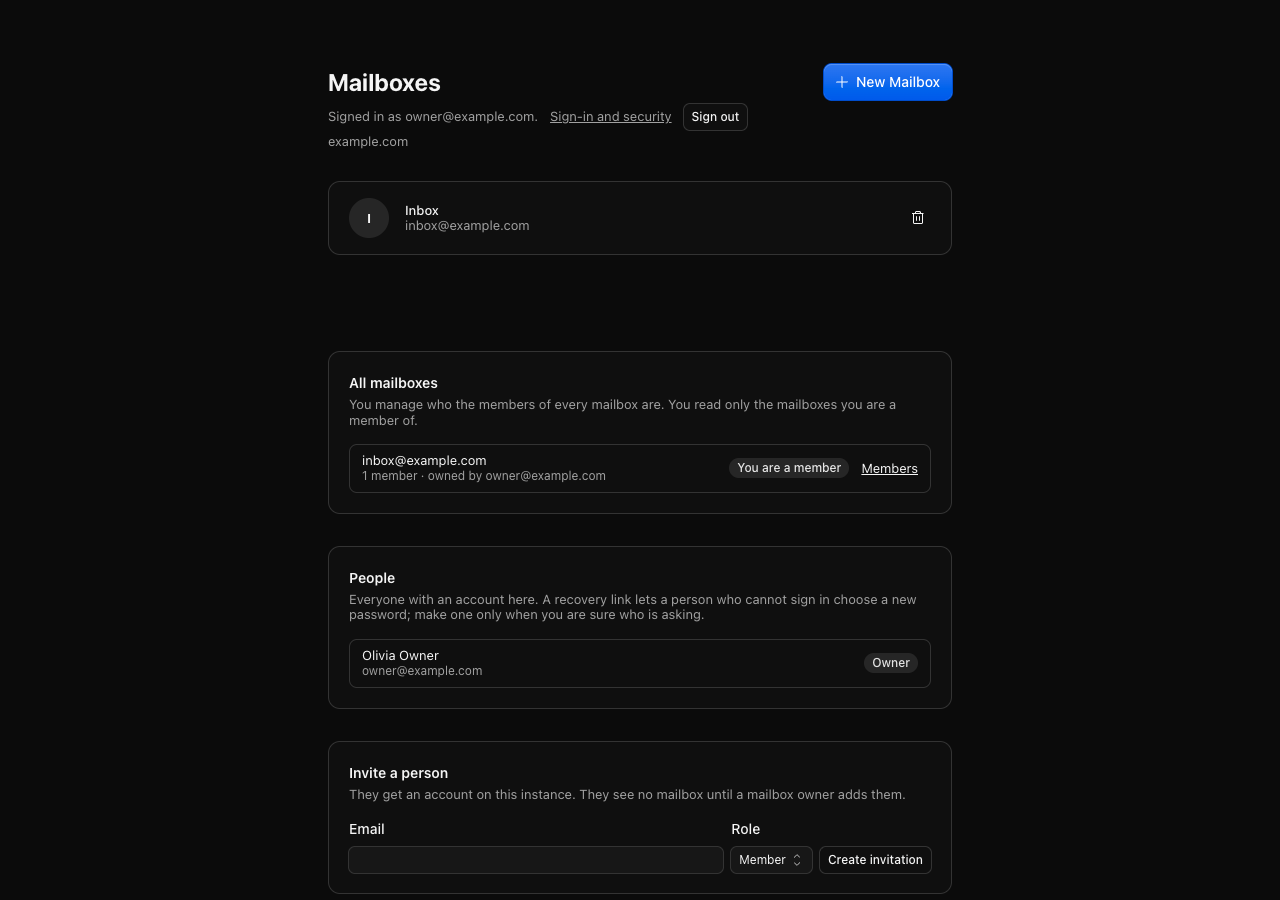 Mailboxes
New Mailbox
Signed in as owner@example.com. Sign-in and security Sign out
example.com
I
Inbox
inbox@example.com
All mailboxes
You manage who the members of every mailbox are. You read only the mailboxes you are a
member of.
inbox@example.com
1 member · owned by owner@example.com
You are a member
Members
People
Everyone with an account here. A recovery link lets a person who cannot sign in choose a new
password; make one only when you are sure who is asking.
Olivia Owner
owner@example.com
Owner
Invite a person
They get an account on this instance. They see no mailbox until a mailbox owner adds them.
Email
Role
Member
Create invitation